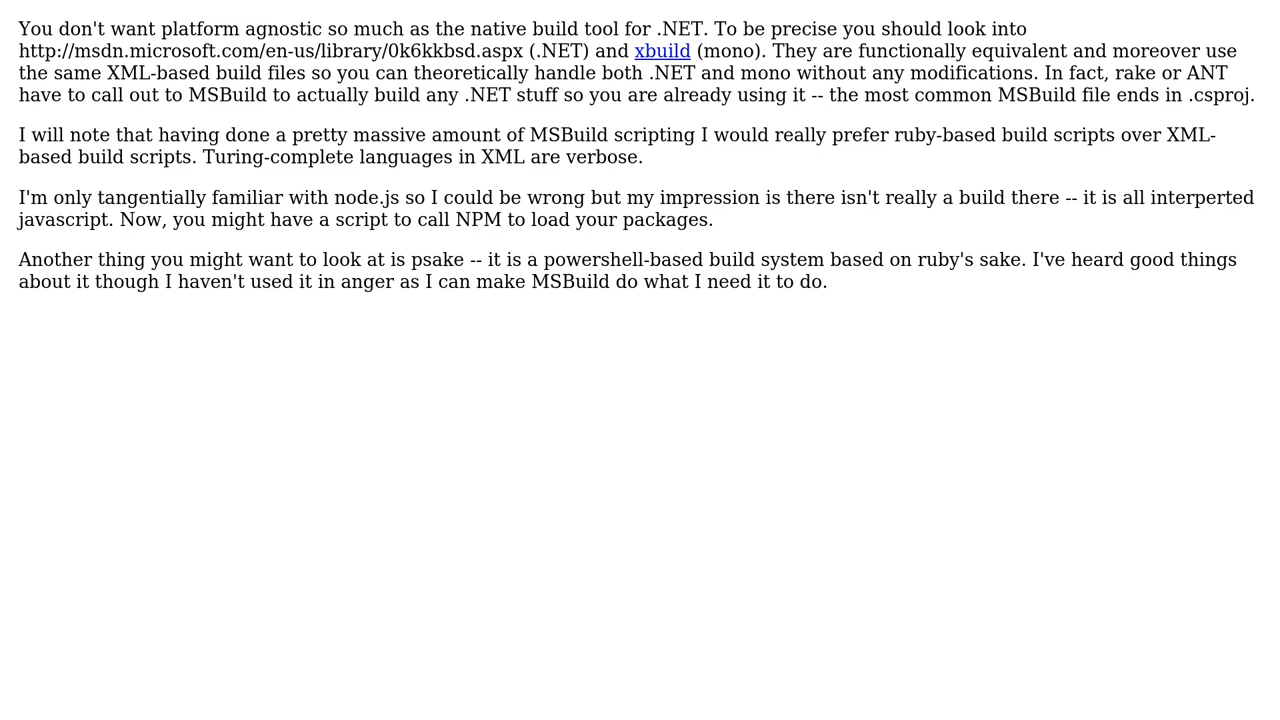 You don't want platform agnostic so much as the native build tool for .NET. To be precise you should look into
http://msdn.microsoft.com/en-us/library/0k6kkbsd.aspx (.NET) and xbuild (mono). They are functionally equivalent and moreover use
the same XML-based build files so you can theoretically handle both .NET and mono without any modifications. In fact, rake or ANT
have to call out to MSBuild to actually build any .NET stuff so you are already using it -- the most common MSBuild file ends in .csproj.
I will note that having done a pretty massive amount of MSBuild scripting I would really prefer ruby-based build scripts over XML-
based build scripts. Turing-complete languages in XML are verbose.
I'm only tangentially familiar with node.js so I could be wrong but my impression is there isn't really a build there -- it is all interperted
javascript. Now, you might have a script to call NPM to load your packages.
Another thing you might want to look at is psake -- it is a powershell-based build system based on ruby's sake. I've heard good things
about it though I haven't used it in anger as I can make MSBuild do what I need it to do.